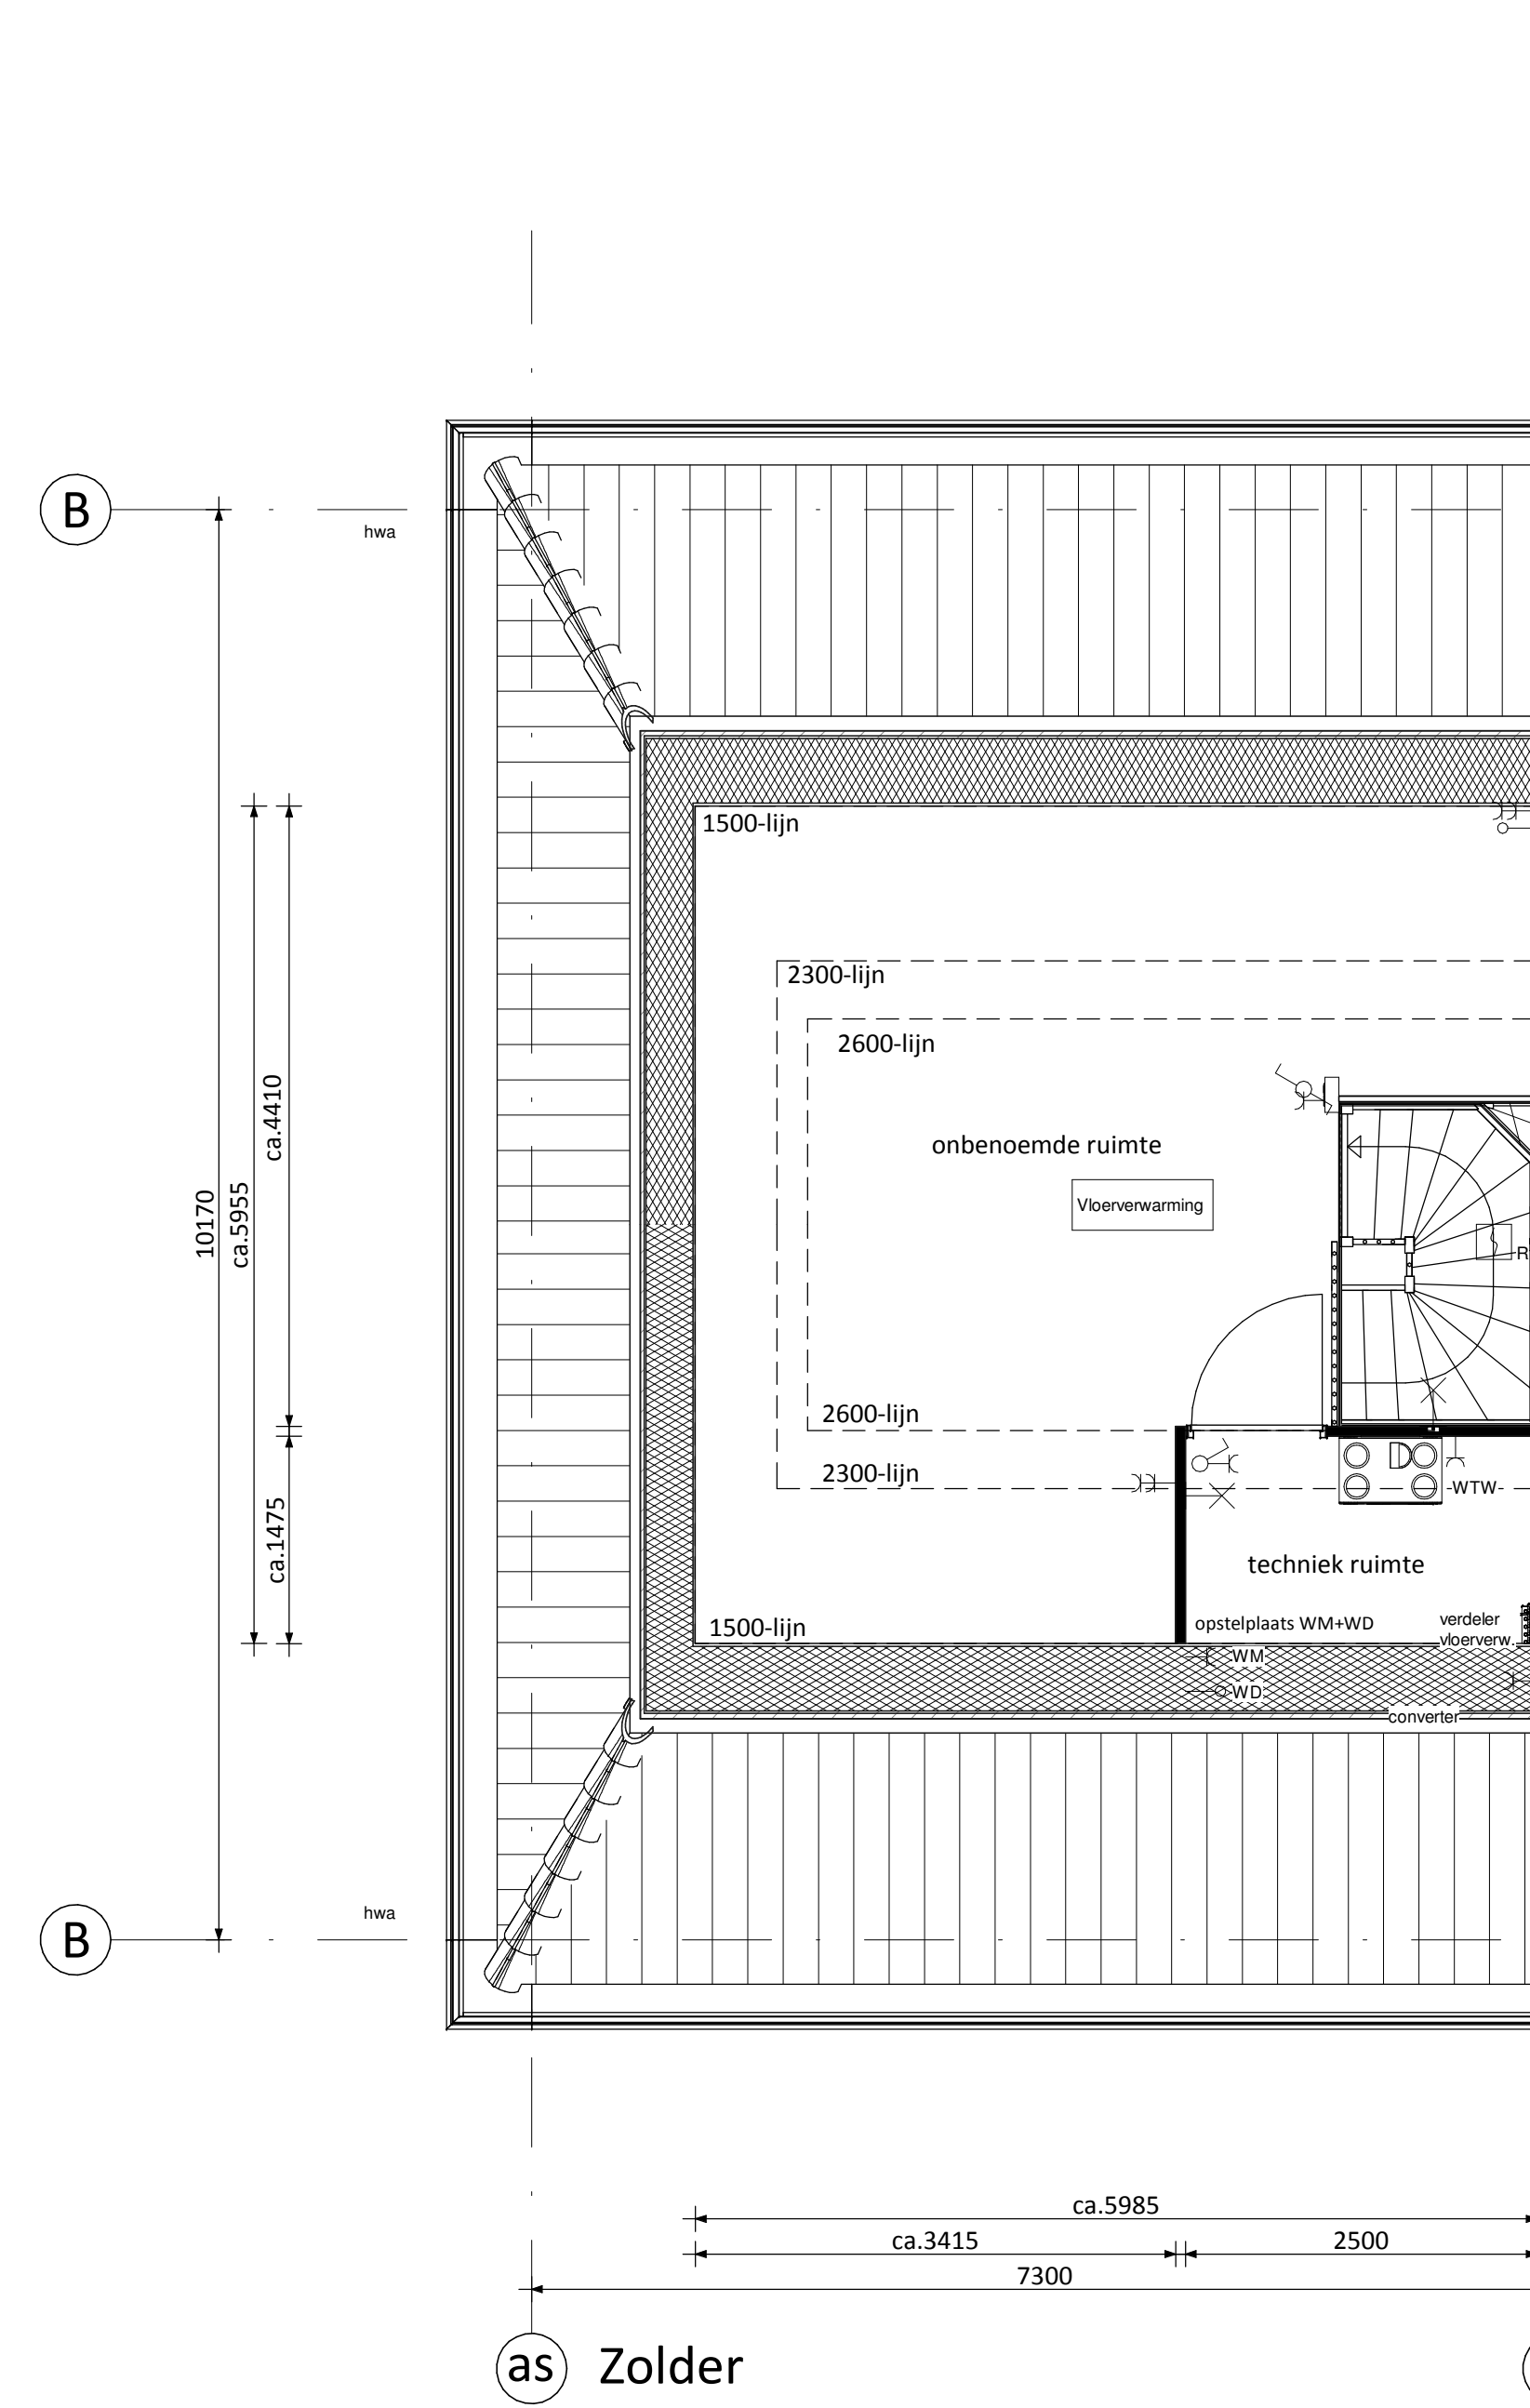 B
hwa
1500-lijn
2300-lijn
2600-lijn
onbenoemde ruimte
Vloerverwarming
R
10170
ca.5955
ca.4410
ca.1475
2600-lijn
2300-lijn
WTW
techniek ruimte
1500-lijn
opstelplaats WM+WD
verdeler
vloerverw.
WM
WD
converter
hwa
B
ca.5985
ca.3415
2500
7300
as
Zolder